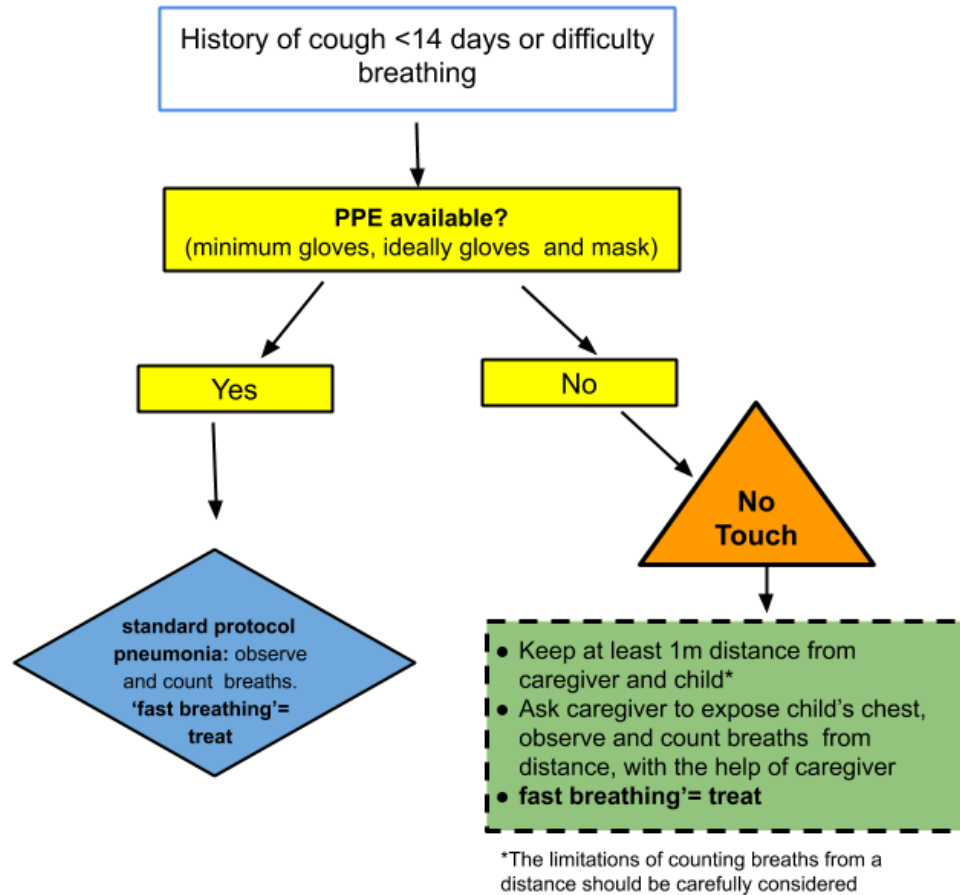 History of cough <14 days or difficulty
breathing
PPE available?
(minimum gloves, ideally gloves and mask)
Yes
No
No
Touch
standard protocol
pneumonia: observe
and count breaths.
‘fast breathing’=
treat
● Keep at least 1m distance from
caregiver and child*
● Ask caregiver to expose child’s chest,
observe and count breaths from
distance, with the help of caregiver
● fast breathing’= treat
*The limitations of counting breaths from a
distance should be carefully considered